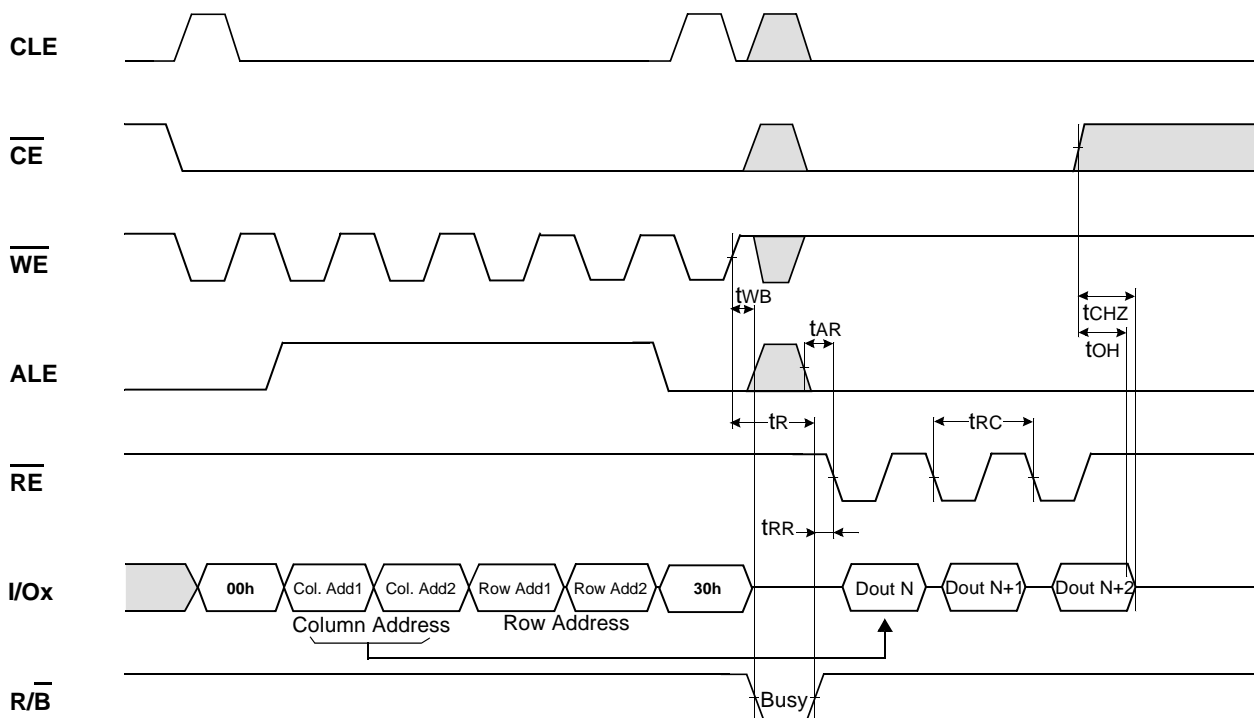 CLE
CE
WE
tWB
tCHZ
tAR
tOH
ALE
tR
tRC
RE
tRR
I/Ox
00h
Col. Add1
Col. Add2
Row Add1
Row Add2
30h
Dout N
Dout N+1
Dout N+2
Column Address
Row Address
R/B
Busy